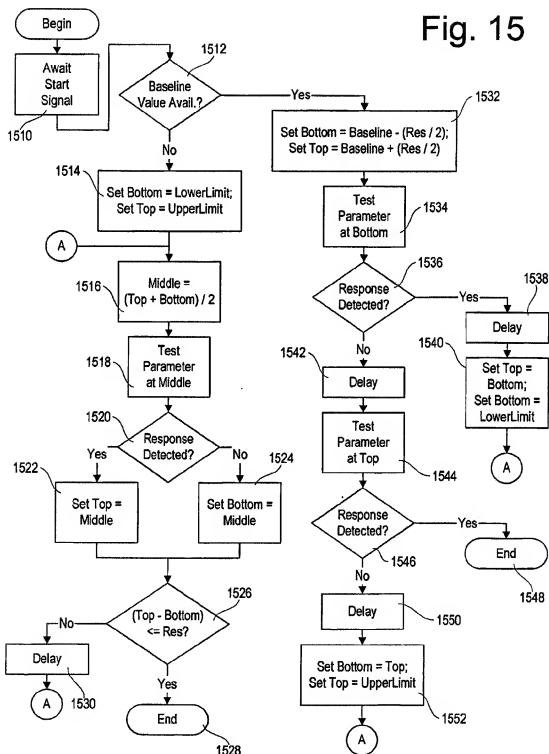 Fig. 15
Begin
Await
Start
Signal
1510
1512
Baseline
Value Avail.?
Yes
No
1514
Set Bottom = LowerLimit;
Set Top = UpperLimit
A
1516
Middle =
(Top + Bottom) / 2
1518
Test
Parameter
at Middle
1520
Response
Detected?
Yes
No
1522
Set Top =
Middle
1524
Set Bottom =
Middle
1526
(Top - Bottom)
<= Res?
No
Delay
1530
A
Yes
End
1528
1532
Set Bottom = Baseline - (Res / 2);
Set Top = Baseline + (Res / 2)
Test
Parameter
at Bottom
1534
1536
Response
Detected?
Yes
1538
Delay
1540
Set Top =
Bottom;
Set Bottom =
LowerLimit
A
No
1542
Delay
Test
Parameter
at Top
1544
Response
Detected?
1546
Yes
End
1548
No
Delay
1550
Set Bottom = Top;
Set Top = UpperLimit
1552
A